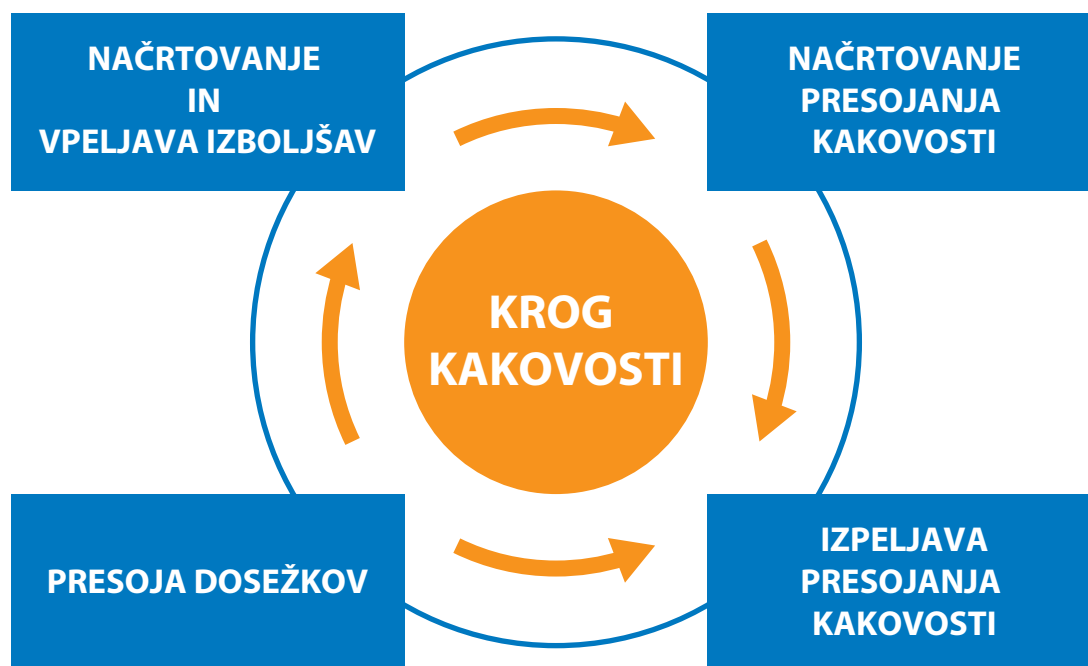 NAČRTOVANJE
IN
VPELJAVA IZBOLJŠAV
NAČRTOVANJE
PRESOJANJA
KAKOVOSTI
KROG
KAKOVOSTI
PRESOJA DOSEŽKOV
IZPELJAVA
PRESOJANJA
KAKOVOSTI